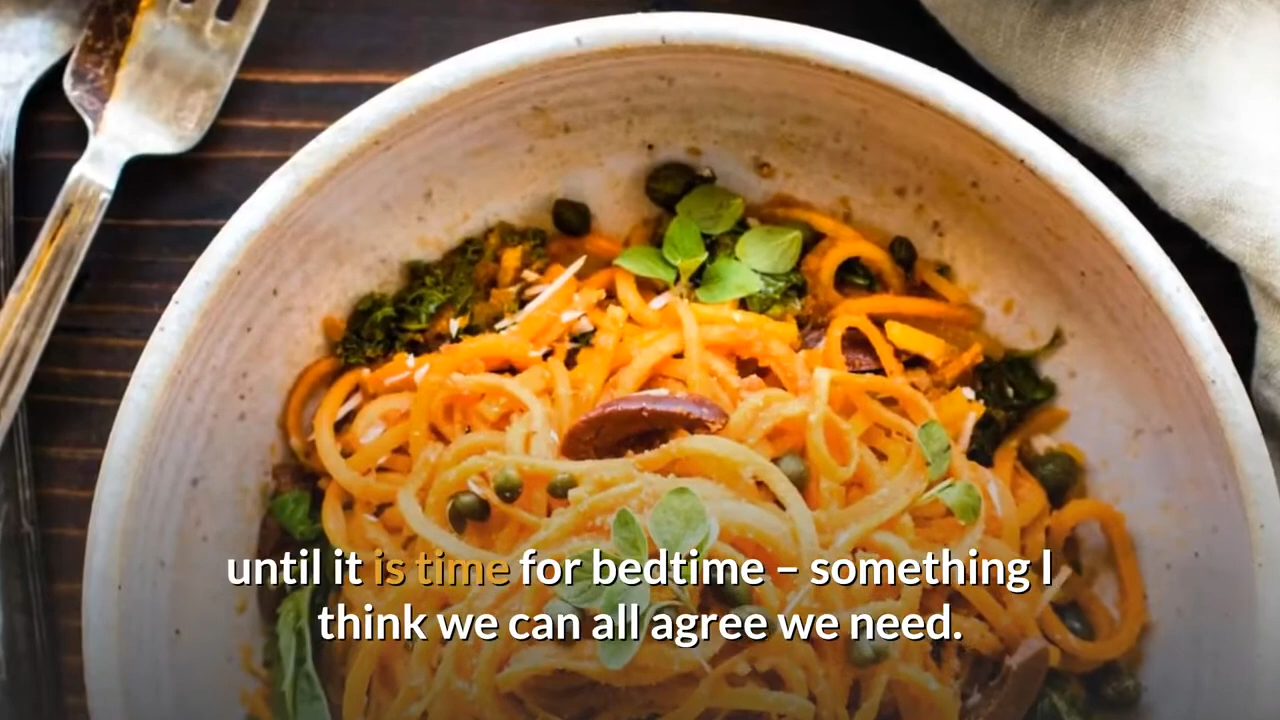 until it is time for bedtime – something I
think we can all agree we need.